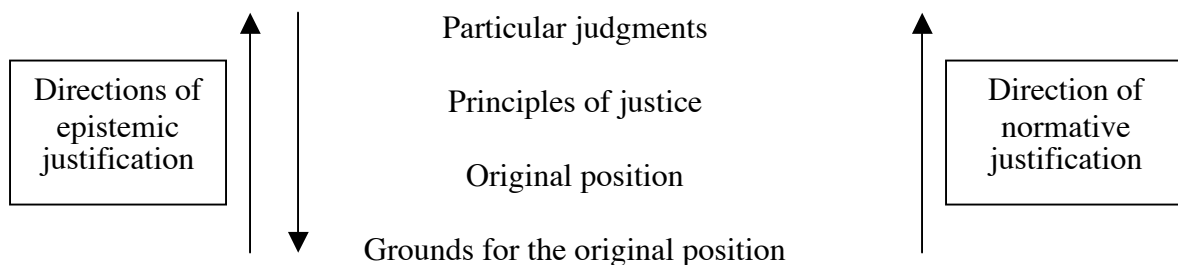 Particular judgments
Directions of
epistemic
justification
Principles of justice
Direction of
normative
justification
Original position
Grounds for the original position